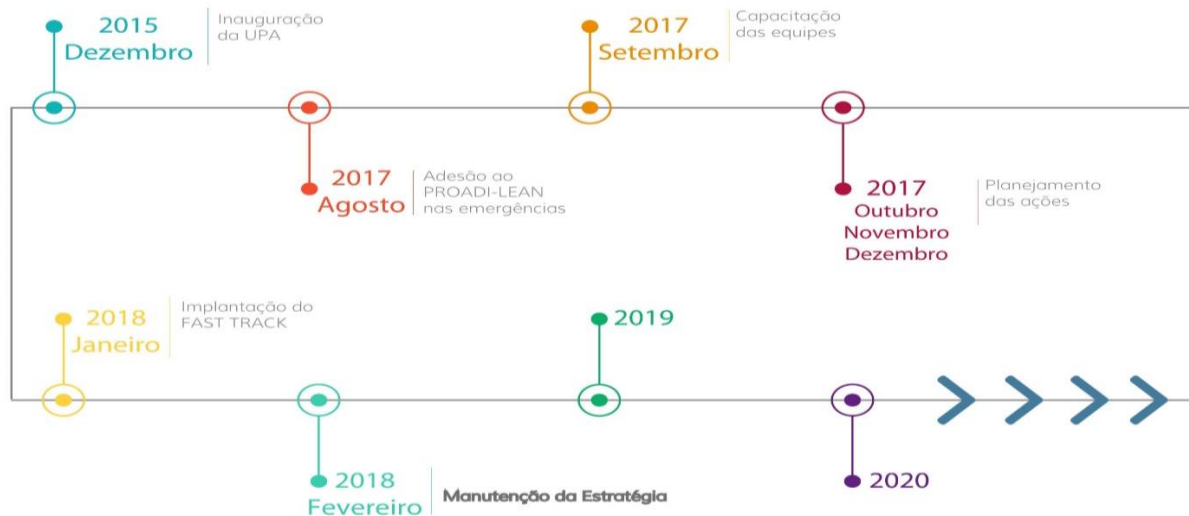 2015
Dezembro
Inauguração
da UPA
2017
Agosto
Adesão ao
PROADI-LEAN
nas emergências
2017
Setembro
Capacitação
das equipes
2017
Outubro
Novembro
Dezembro
Planejamento
das ações
2018
Janeiro
Implantação do
FAST TRACK
2018
Fevereiro
Manutenção da Estratégia
2019
2020